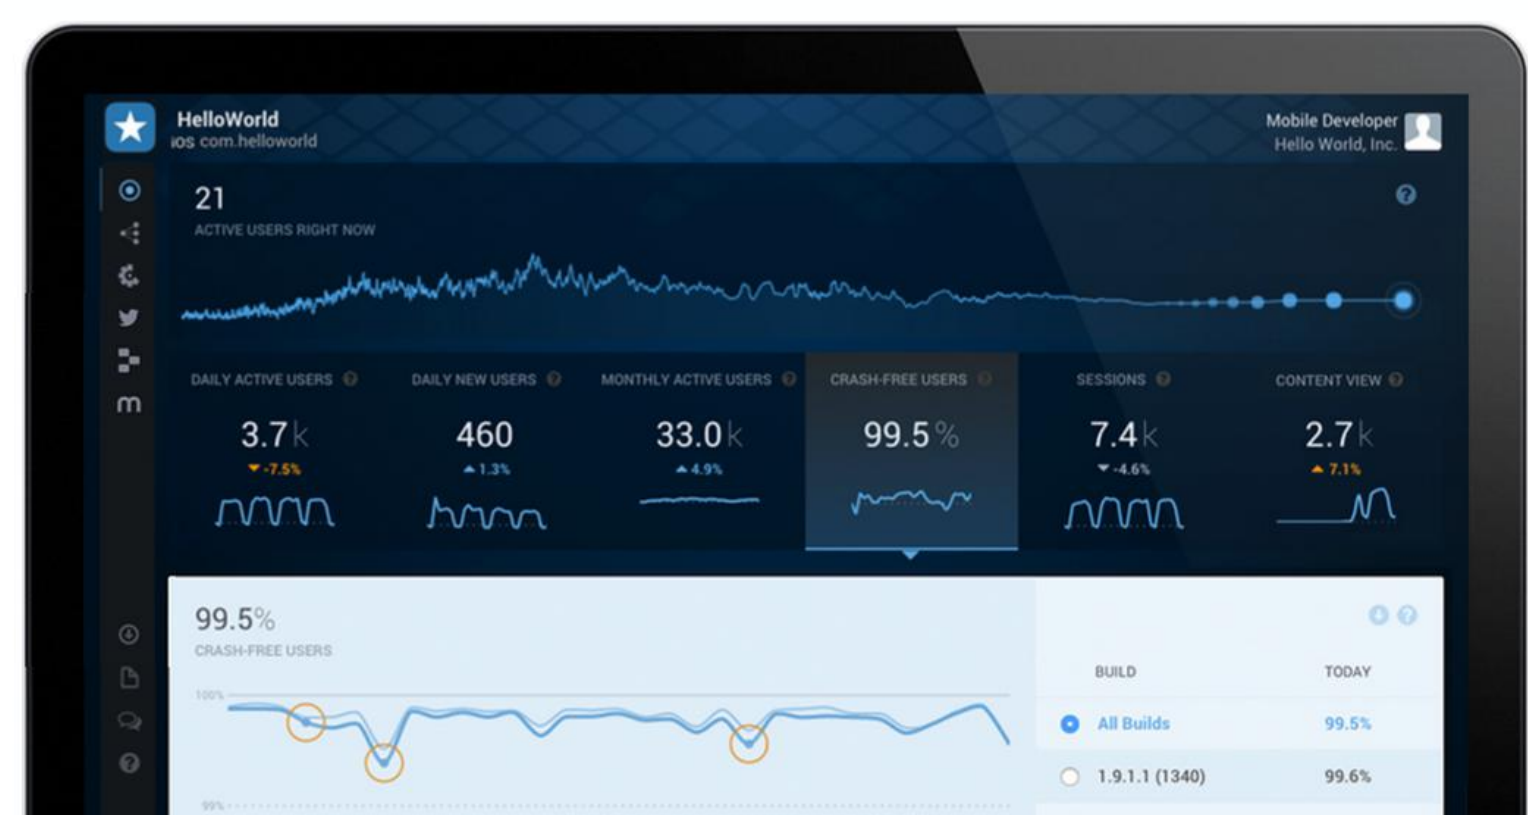 HelloWorld
iOS com.helloworld
Mobile Developer
Hello World, Inc.
21
ACTIVE USERS RIGHT NOW
DAILY ACTIVE USERS
3.7k
-7.5%
DAILY NEW USERS
460
1.3%
MONTHLY ACTIVE USERS
33.0k
4.9%
CRASH-FREE USERS
99.5%
SESSIONS
7.4k
-4.6%
CONTENT VIEW
2.7k
7.1%
m
99.5%
CRASH-FREE USERS
100%
99%
BUILD TODAY
All Builds 99.5%
1.9.1.1 (1340) 99.6%